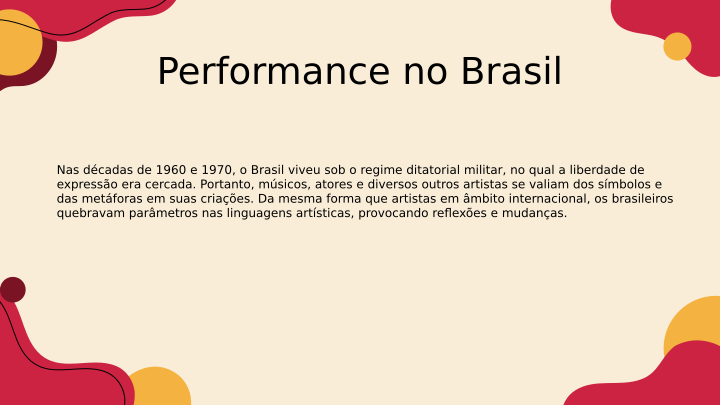 Performance no Brasil
Nas décadas de 1960 e 1970, o Brasil viveu sob o regime ditatorial militar, no qual a liberdade de
expressão era cercada. Portanto, músicos, atores e diversos outros artistas se valiam dos símbolos e
das metáforas em suas criações. Da mesma forma que artistas em âmbito internacional, os brasileiros
quebravam parâmetros nas linguagens artísticas, provocando reflexões e mudanças.